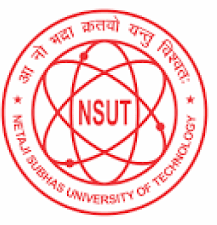 आ नो भद्राः क्रतवो यन्तु विश्वतः
NSUT
NETAJI SUBHAS UNIVERSITY OF TECHNOLOGY